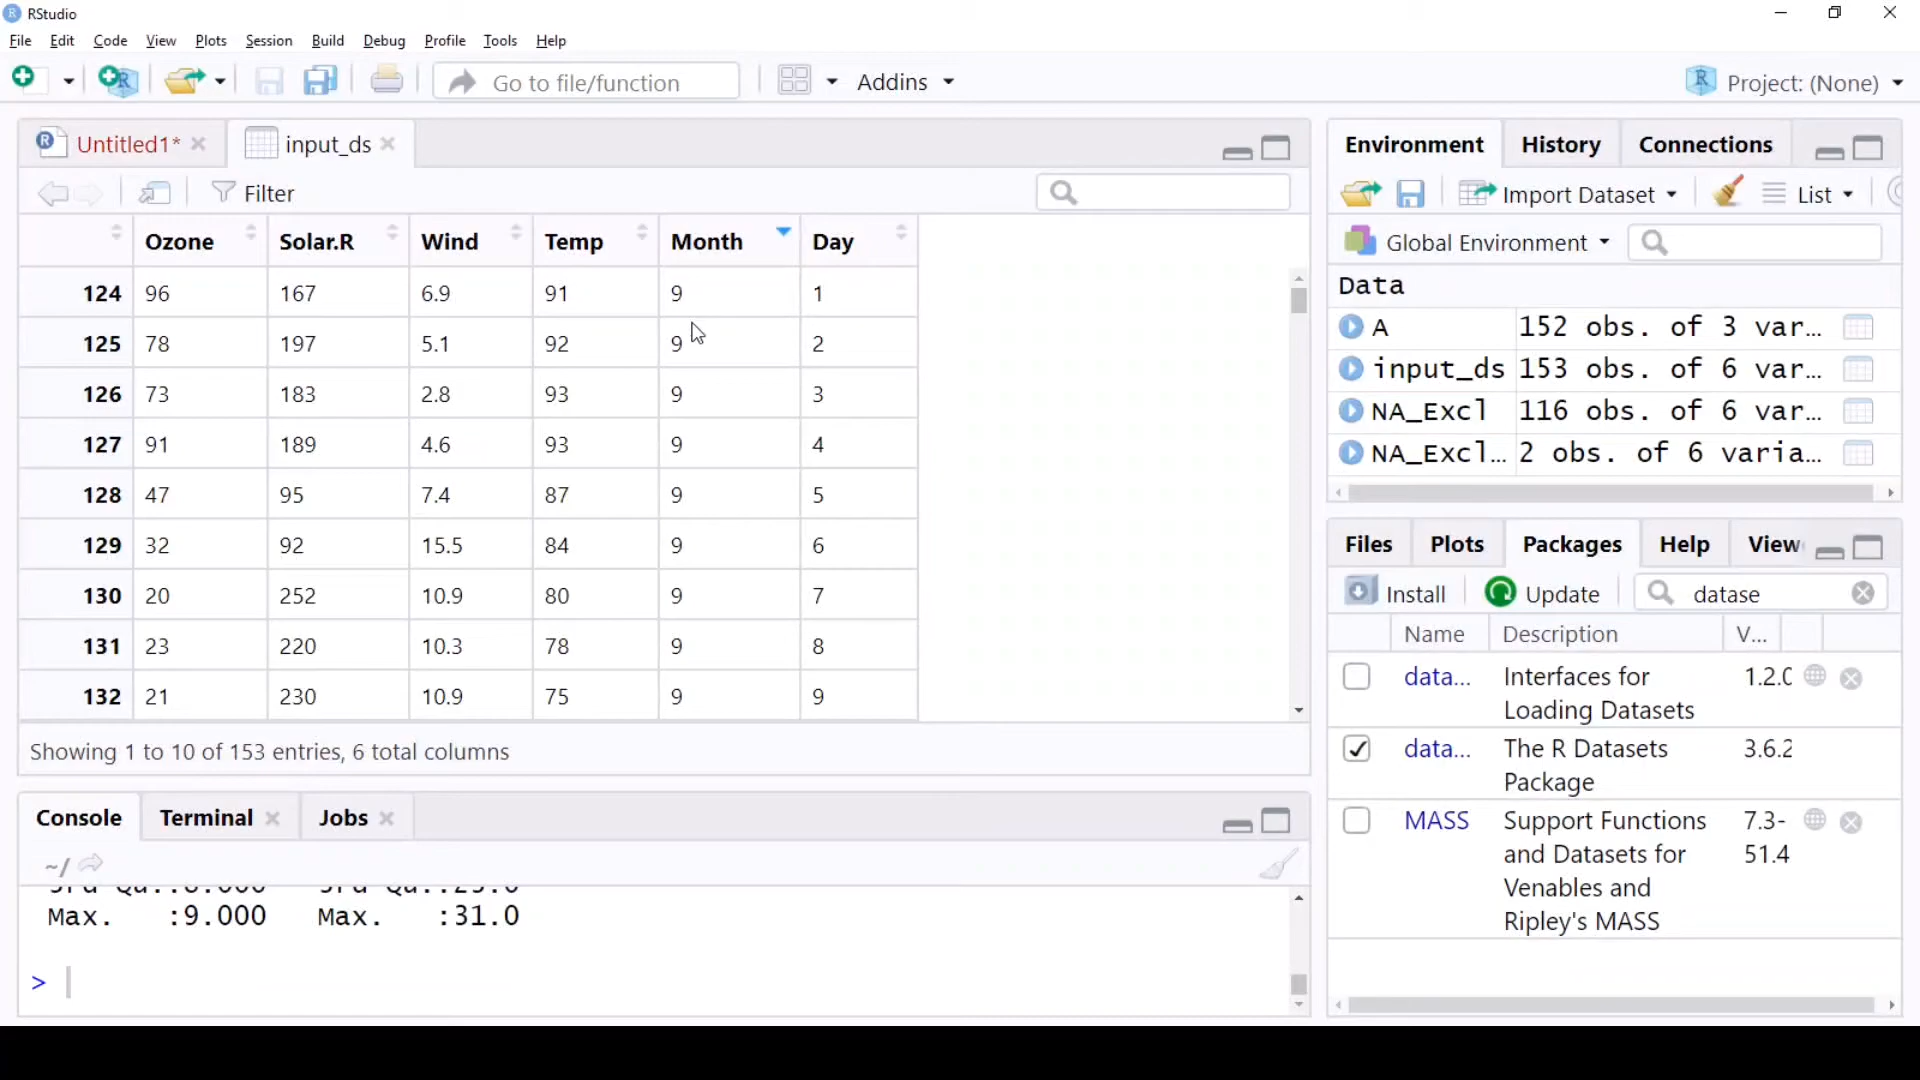 RStudio
File Edit Code View Plots Session Build Debug Profile Tools Help
Go to file/function Addins Project: (None)
Untitled1* input_ds
Filter
Ozone Solar.R Wind Temp Month Day
124 96 167 6.9 91 9 1
125 78 197 5.1 92 9 2
126 73 183 2.8 93 9 3
127 91 189 4.6 93 9 4
128 47 95 7.4 87 9 5
129 32 92 15.5 84 9 6
130 20 252 10.9 80 9 7
131 23 220 10.3 78 9 8
132 21 230 10.9 75 9 9
Showing 1 to 10 of 153 entries, 6 total columns
Console Terminal Jobs
~/
3rd Qu.:8.000 3rd Qu.:23.0
Max. :9.000 Max. :31.0
>
Environment History Connections
Import Dataset List
Global Environment
Data
A 152 obs. of 3 var...
input_ds 153 obs. of 6 var...
NA_Excl 116 obs. of 6 var...
NA_Excl... 2 obs. of 6 varia...
Files Plots Packages Help View
Install Update datase
Name Description V...
data... Interfaces for 1.2.0
Loading Datasets
data... The R Datasets 3.6.2
Package
MASS Support Functions 7.3-
and Datasets for 51.4
Venables and
Ripley's MASS